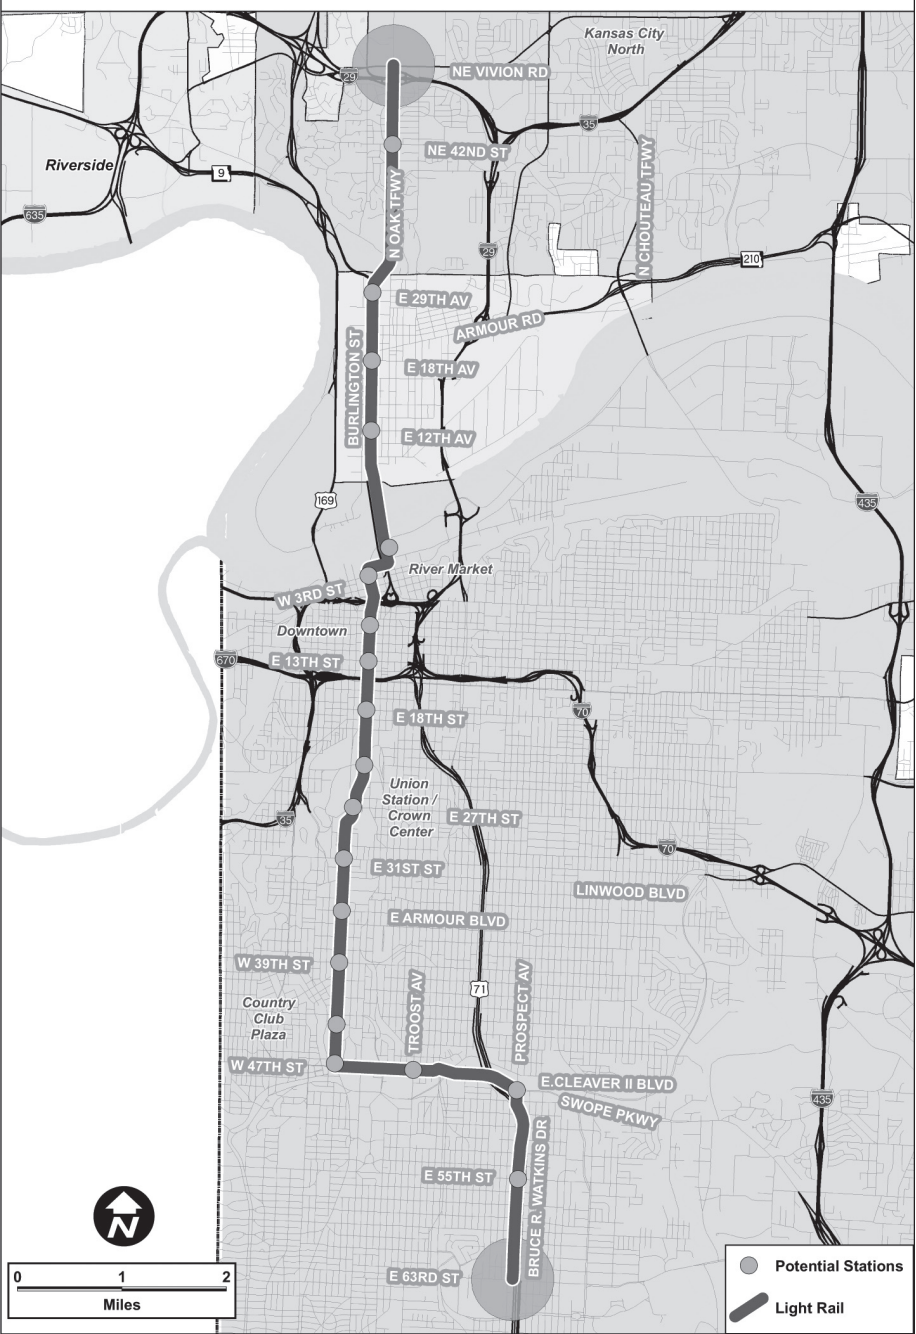 Kansas City
North
29
NE VIVION RD
35
NE 42ND ST
Riverside
9
N OAK TFWY
N CHOUTEAU TFWY
635
29
210
E 29TH AV
ARMOUR RD
BURLINGTON ST
E 18TH AV
E 12TH AV
169
435
River Market
W 3RD ST
Downtown
670
E 13TH ST
70
E 18TH ST
Union
Station /
Crown
Center
E 27TH ST
35
70
E 31ST ST
LINWOOD BLVD
E ARMOUR BLVD
W 39TH ST
TROOST AV
71
PROSPECT AV
Country
Club
Plaza
W 47TH ST
E.CLEAVER II BLVD
SWOPE PKWY
435
E 55TH ST
BRUCE R. WATKINS DR
N
E 63RD ST
0 1 2
Miles
Potential Stations
Light Rail